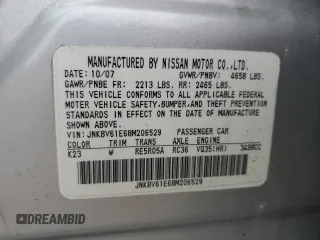 MANUFACTURED BY NISSAN MOTOR CO.,LTD.
DATE: 10/07 GVWR/PNBV: 4658 LBS.
GAWR/PNBE FR: 2213 LBS. RR: 2465 LBS.
THIS VEHICLE CONFORMS TO ALL APPLICABLE FEDERAL
MOTOR VEHICLE SAFETY,BUMPER,AND THEFT PREVENTION
STANDARDS IN EFFECT ON THE DATE OF MANUFACTURE
SHOWN ABOVE.
VIN: JNKBV61E68M206529 PASSENGER CAR
COLOR TRIM TRANS AXLE ENGINE
K23 W RE5R05A RC36 VQ35(HR) 3498CC
JNKBV61E68M206529
RESOLD.COM